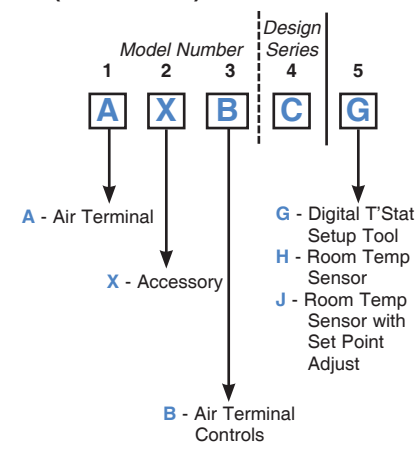 Design
Model Number Series
1 2 3 4 5
A X B C G
A - Air Terminal
G - Digital T'Stat
Setup Tool
H - Room Temp
Sensor
J - Room Temp
Sensor with
Set Point
Adjust
X - Accessory
B - Air Terminal
Controls